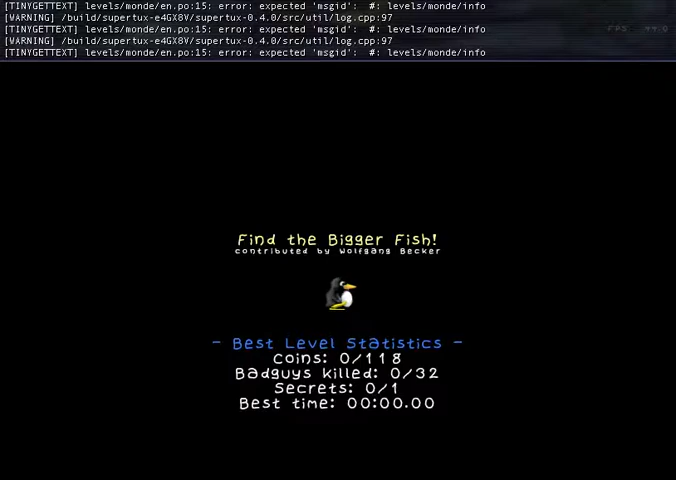 [TINYGETTEXT] levels/monde/en.po:15: error: expected 'msgid':  #: levels/monde/info
[WARNING] /build/supertux-e4GX8V/supertux-0.4.0/src/util/log.cpp:97
[TINYGETTEXT] levels/monde/en.po:15: error: expected 'msgid':  #: levels/monde/info
[WARNING] /build/supertux-e4GX8V/supertux-0.4.0/src/util/log.cpp:97
[TINYGETTEXT] levels/monde/en.po:15: error: expected 'msgid':  #: levels/monde/info
FPS:
Find the Bigger Fish!
contributed by Wolfgang Becker
- Best Level Statistics -
Coins: 0/118
Badguys killed: 0/32
Secrets: 0/1
Best time: 00:00.00